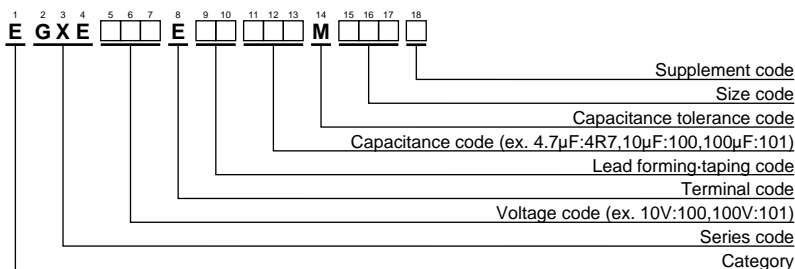 1 2 3 4 5 6 7 8 9 10 11 12 13 14 15 16 17 18
E GXE □□□ E □□ □□□ M □□□ □
Supplement code
Size code
Capacitance tolerance code
Capacitance code (ex. 4.7μF:4R7,10μF:100,100μF:101)
Lead forming·taping code
Terminal code
Voltage code (ex. 10V:100,100V:101)
Series code
Category